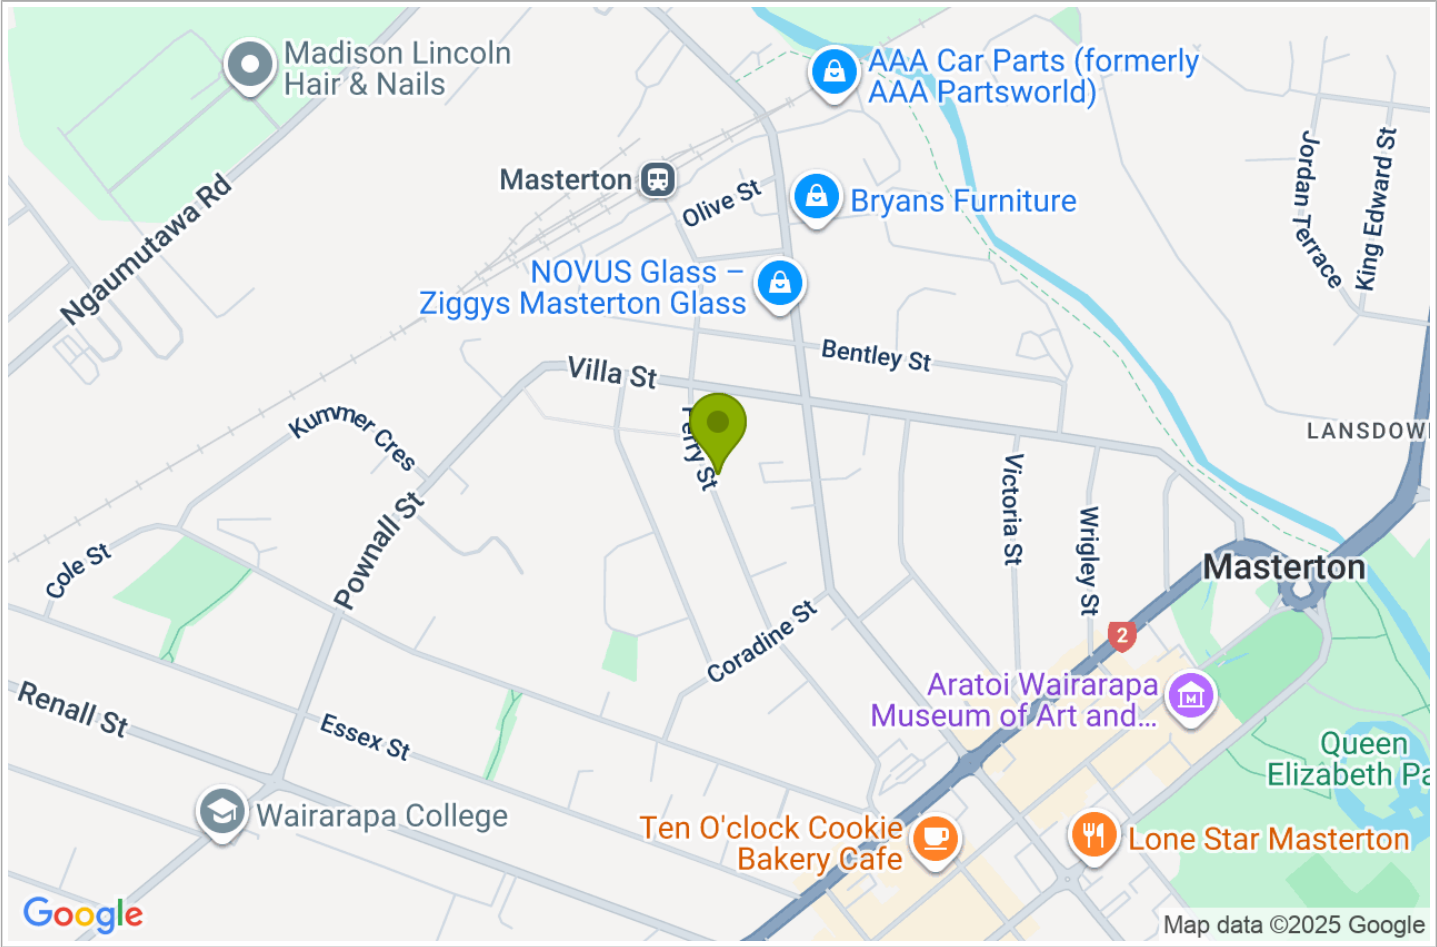 Madison Lincoln
Hair & Nails
AAA Car Parts (formerly
AAA Partsworld)
Jordan Terrace
King Edward St
Masterton
Olive St
Bryans Furniture
Ngaumutawa Rd
NOVUS Glass –
Ziggys Masterton Glass
Bentley St
Villa St
Kummer Cres
Perry St
LANSDOW
Pownall St
Victoria St
Wrigley St
Cole St
Masterton
Coradine St
2
Renall St
Essex St
Aratoi Wairarapa
Museum of Art and...
M
Queen
Elizabeth Pa
Wairarapa College
Ten O'clock Cookie
Bakery Cafe
Lone Star Masterton
Google
Map data ©2025 Google